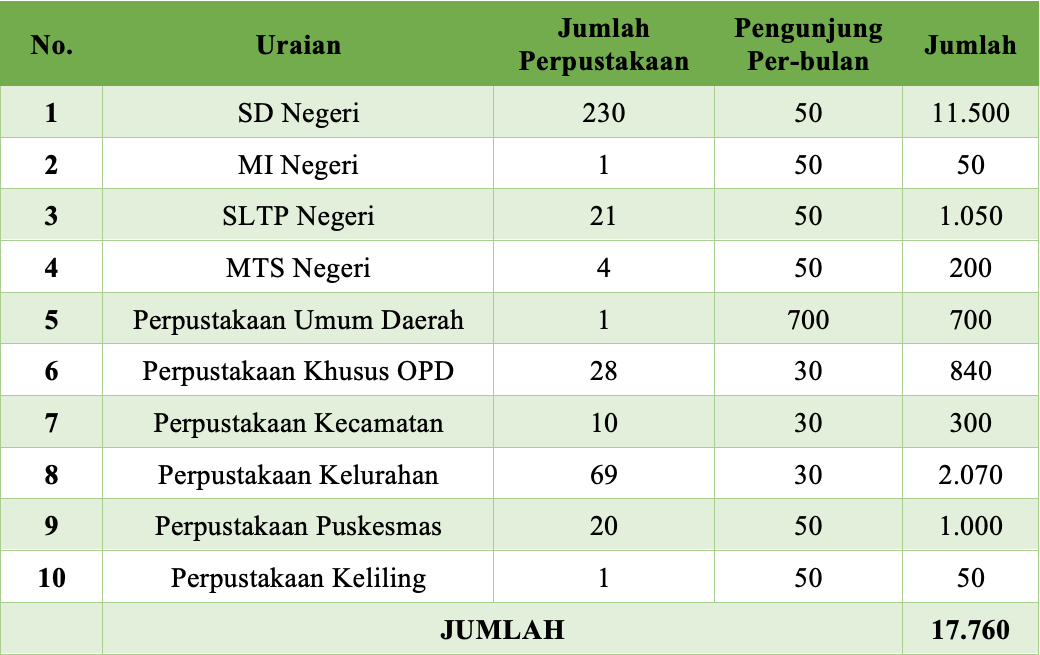 No. Uraian Jumlah Perpustakaan Pengunjung Per-bulan Jumlah
1 SD Negeri 230 50 11.500
2 MI Negeri 1 50 50
3 SLTP Negeri 21 50 1.050
4 MTS Negeri 4 50 200
5 Perpustakaan Umum Daerah 1 700 700
6 Perpustakaan Khusus OPD 28 30 840
7 Perpustakaan Kecamatan 10 30 300
8 Perpustakaan Kelurahan 69 30 2.070
9 Perpustakaan Puskesmas 20 50 1.000
10 Perpustakaan Keliling 1 50 50
JUMLAH 17.760